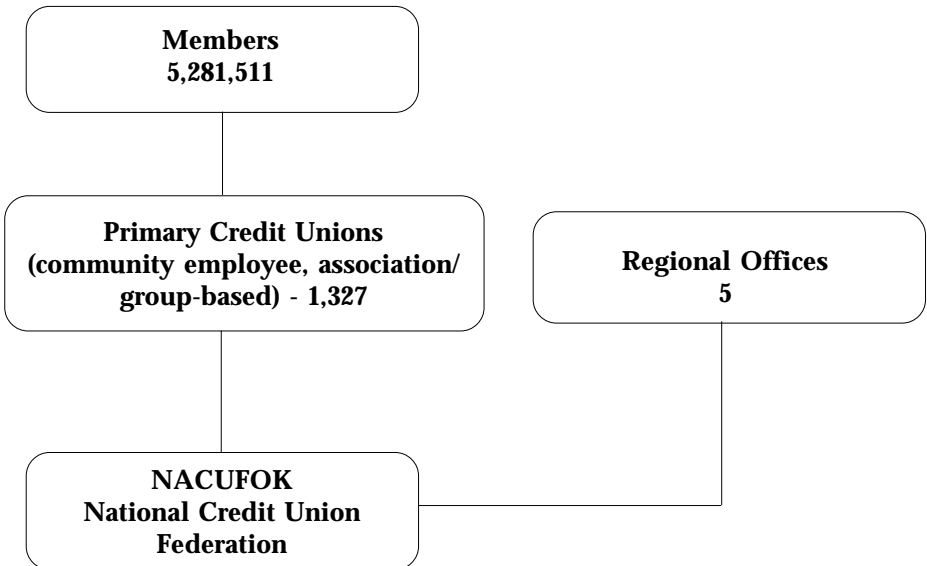 Members
5,281,511
Primary Credit Unions
(community employee, association/
group-based) - 1,327
Regional Offices
5
NACUFOK
National Credit Union
Federation